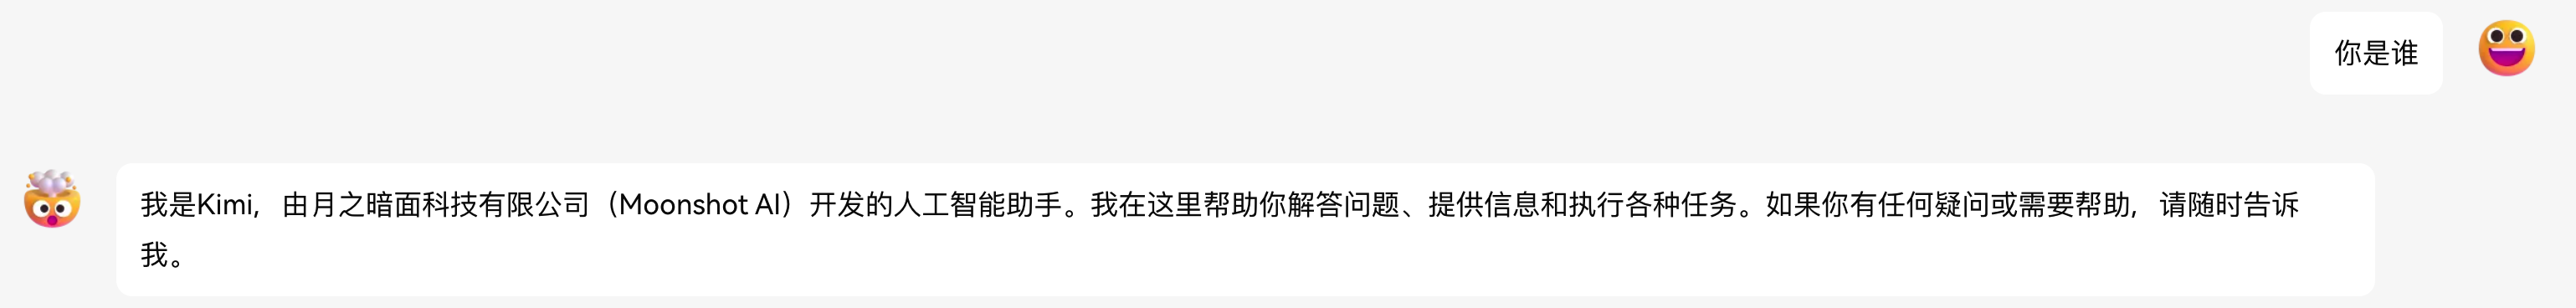 你是谁
我是Kimi，由月之暗面科技有限公司（Moonshot AI）开发的人工智能助手。我在这里帮助你解答问题、提供信息和执行各种任务。如果你有任何疑问或需要帮助，请随时告诉
我。